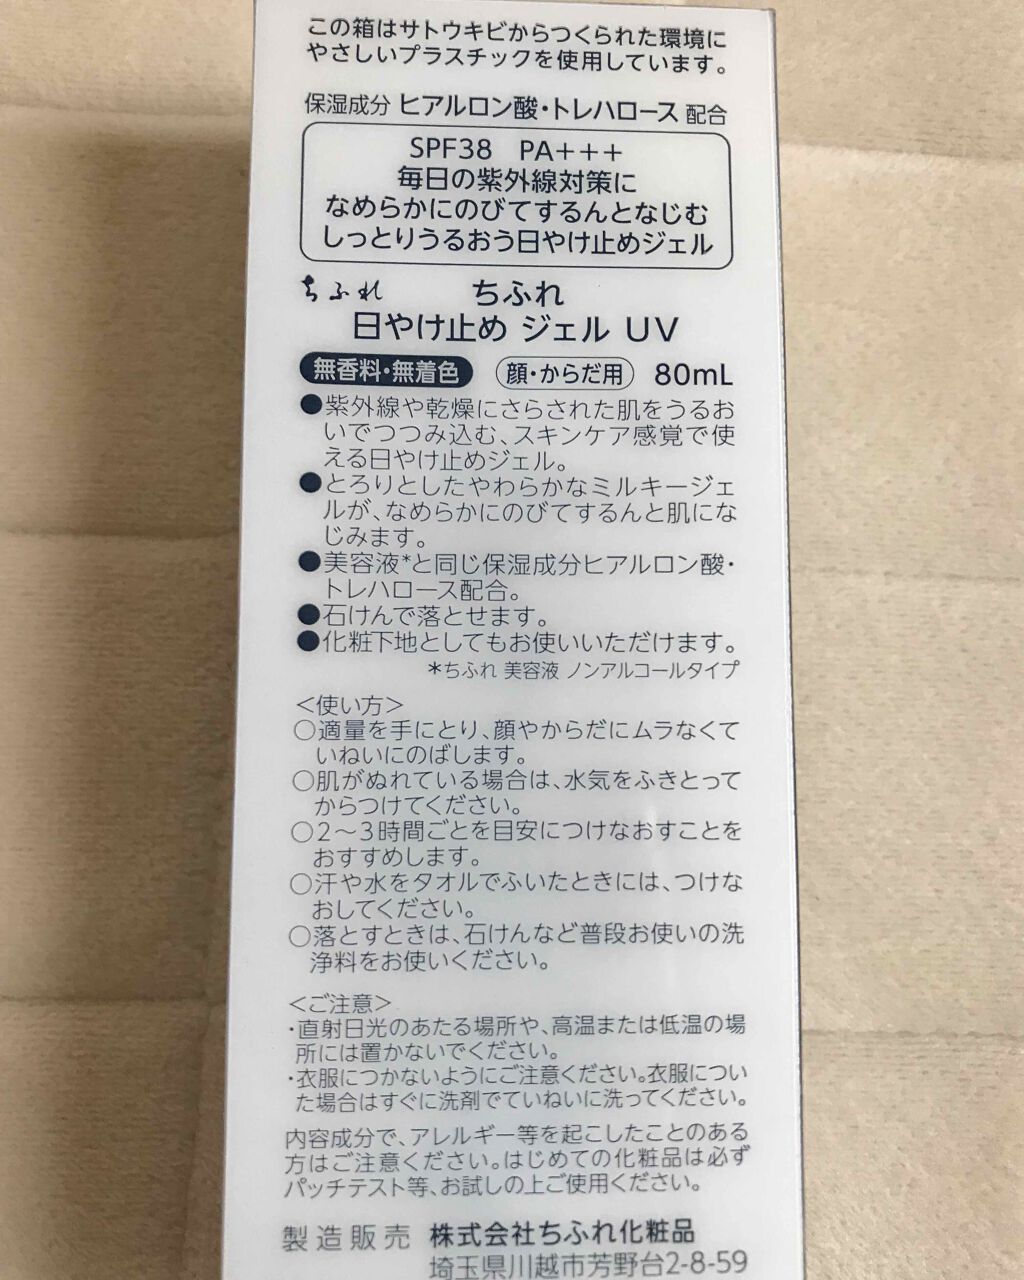 この箱はサトウキビからつくられた環境に
やさしいプラスチックを使用しています。
保湿成分 ヒアルロン酸・トレハロース 配合
SPF38 PA+++
毎日の紫外線対策に
なめらかにのびてするんとなじむ
しっとりうるおう日やけ止めジェル
ちふれ ちふれ
日やけ止め ジェル UV
無香料・無着色 顔・からだ用 80mL
●紫外線や乾燥にさらされた肌をうるお
いでつつみ込む、スキンケア感覚で使
える日やけ止めジェル。
●とろりとしたやわらかなミルキージェ
ルが、なめらかにのびてするんと肌にな
じみます。
●美容液*と同じ保湿成分ヒアルロン酸・
トレハロース配合。
●石けんで落とせます。
●化粧下地としてもお使いいただけます。
*ちふれ 美容液 ノンアルコールタイプ
＜使い方＞
○適量を手にとり、顔やからだにムラなくて
いねいにのばします。
○肌がぬれている場合は、水気をふきとって
からつけてください。
○2～3時間ごとを目安につけなおすことを
おすすめします。
○汗や水をタオルでふいたときには、つけな
おしてください。
○落とすときは、石けんなど普段お使いの洗
浄料をお使いください。
＜ご注意＞
・直射日光のあたる場所や、高温または低温の場
所には置かないでください。
・衣服につかないようにご注意ください。衣服につい
た場合はすぐに洗剤でていねいに洗ってください。
内容成分で、アレルギー等を起こしたことのある
方はご注意ください。はじめての化粧品は必ず
パッチテスト等、お試しの上ご使用ください。
製造販売 株式会社ちふれ化粧品
埼玉県川越市芳野台2-8-59